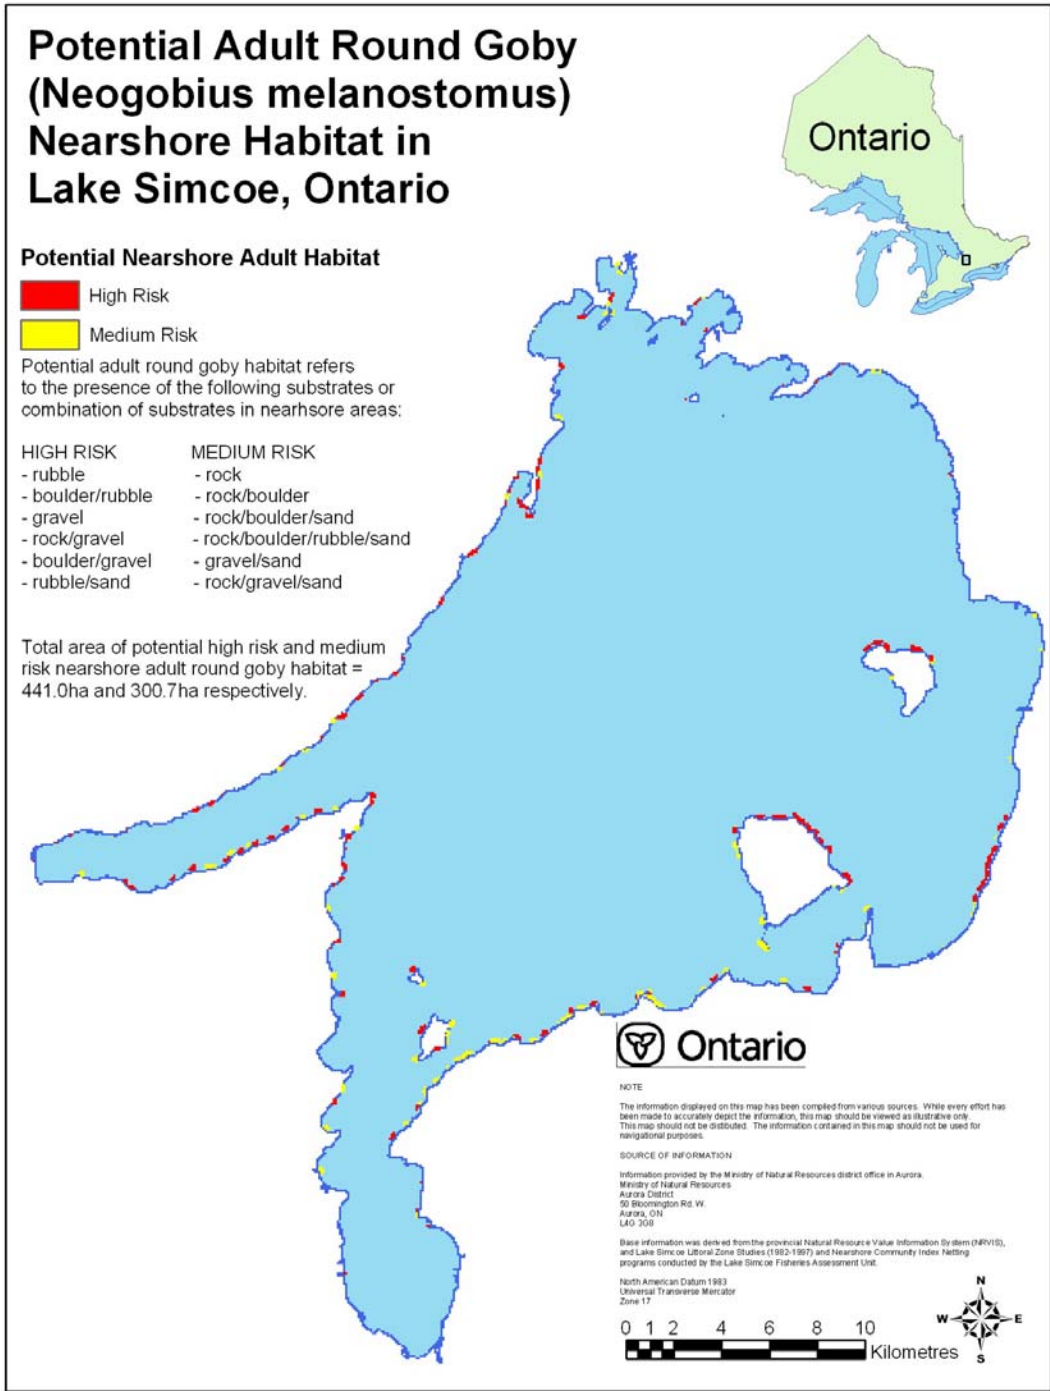 Potential Adult Round Goby
(Neogobius melanostomus)
Nearshore Habitat in
Lake Simcoe, Ontario
Ontario
Potential Nearshore Adult Habitat
High Risk
Medium Risk
Potential adult round goby habitat refers
to the presence of the following substrates or
combination of substrates in nearhsore areas:
HIGH RISK
- rubble
- boulder/rubble
- gravel
- rock/gravel
- boulder/gravel
- rubble/sand
MEDIUM RISK
- rock
- rock/boulder
- rock/boulder/sand
- rock/boulder/rubble/sand
- gravel/sand
- rock/gravel/sand
Total area of potential high risk and medium
risk nearshore adult round goby habitat =
441.0ha and 300.7ha respectively.
Ontario
NOTE
The information displayed on this map has been compiled from various sources. While every effort has
been made to accurately depict the information, this map should be viewed as illustrative only.
This map should not be distibuted. The information contained in this map should not be used for
navigational purposes.
SOURCE OF INFORMATION
Information provided by the Ministry of Natural Resources district office in Aurora.
Ministry of Natural Resources
Aurora District
50 Bloomington Rd. W.
Aurora, ON
L4G 3G8
Base information was derived from the provincial Natural Resource Value Information System (NRVIS),
and Lake Simcoe Littoral Zone Studies (1982-1997) and Nearshore Community Index Netting
programs conducted by the Lake Simcoe Fisheries Assessment Unit.
North American Datum 1983
Universal Transverse Mercator
Zone 17
0 1 2 4 6 8 10
Kilometres
N
W E
S